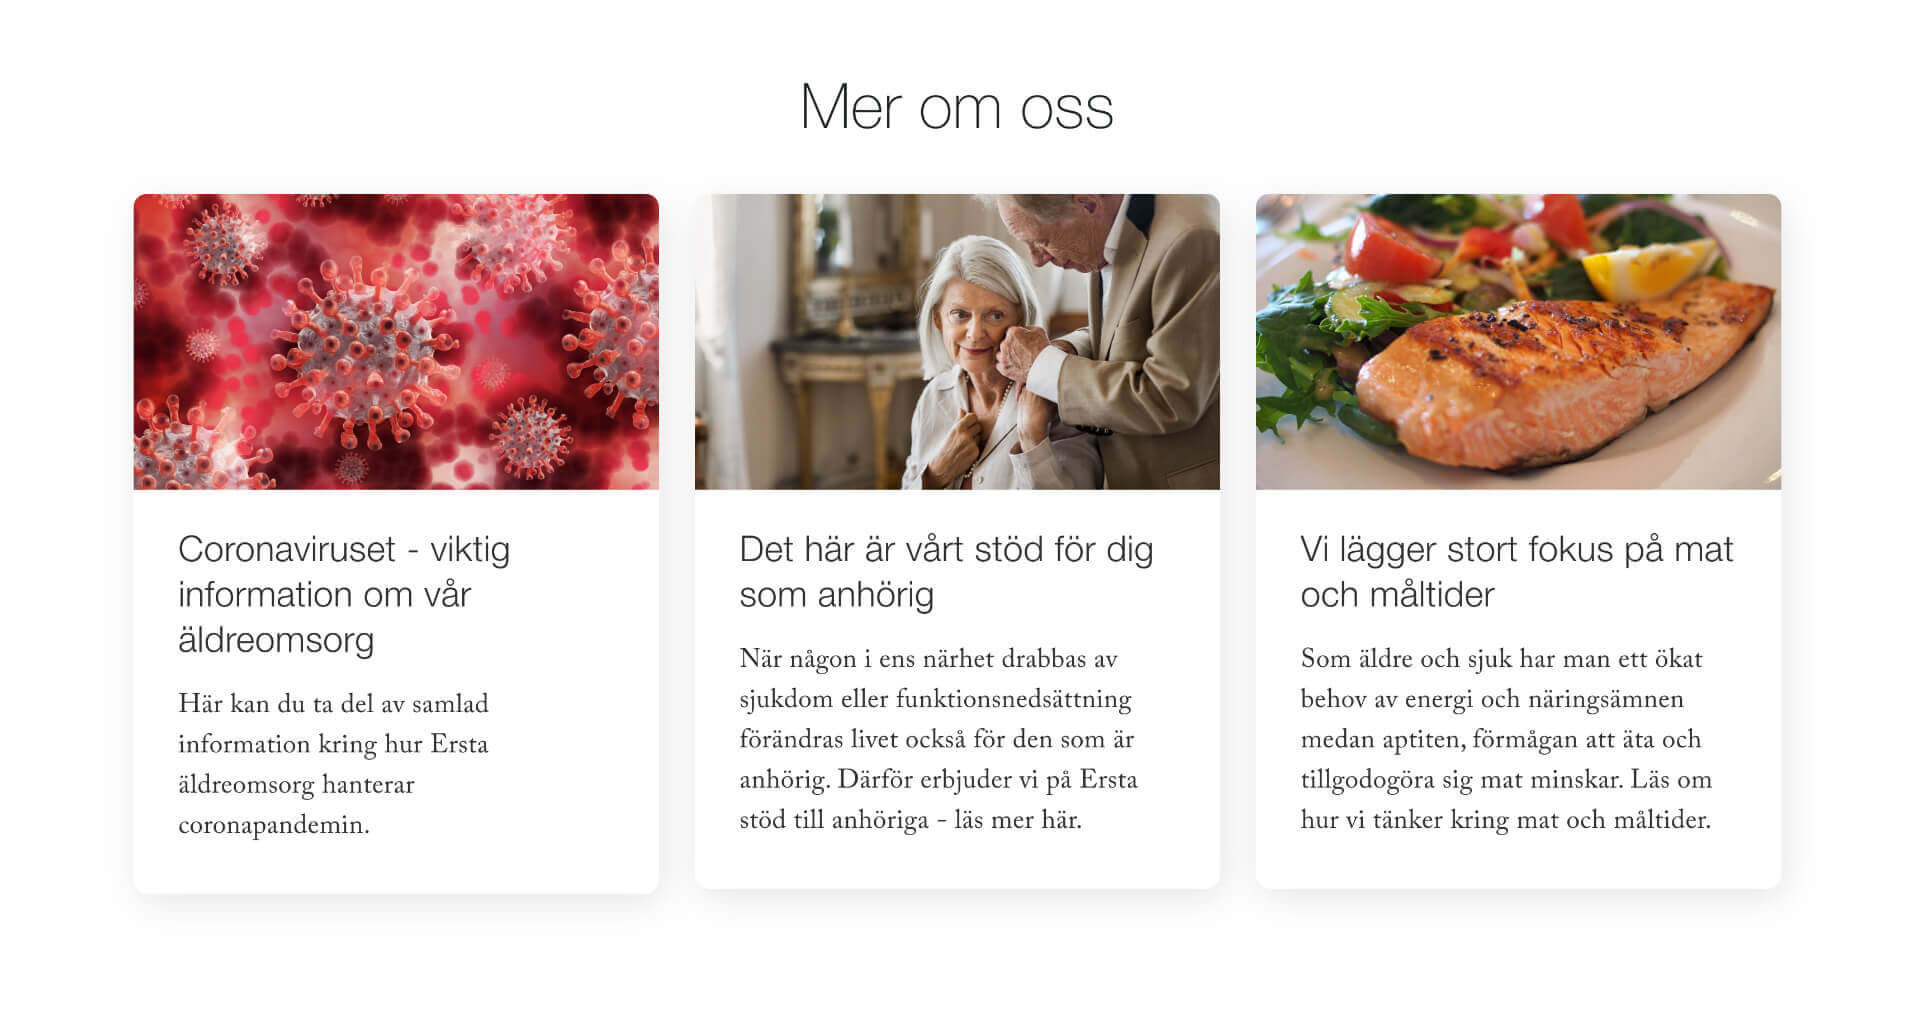 Mer om oss
Coronaviruset - viktig
information om vår
äldreomsorg
Här kan du ta del av samlad
information kring hur Ersta
äldreomsorg hanterar
coronapandemin.
Det här är vårt stöd för dig
som anhörig
När någon i ens närhet drabbas av
sjukdom eller funktionsnedsättning
förändras livet också för den som är
anhörig. Därför erbjuder vi på Ersta
stöd till anhöriga - läs mer här.
Vi lägger stort fokus på mat
och måltider
Som äldre och sjuk har man ett ökat
behov av energi och näringsämnen
medan aptiten, förmågan att äta och
tillgodogöra sig mat minskar. Läs om
hur vi tänker kring mat och måltider.